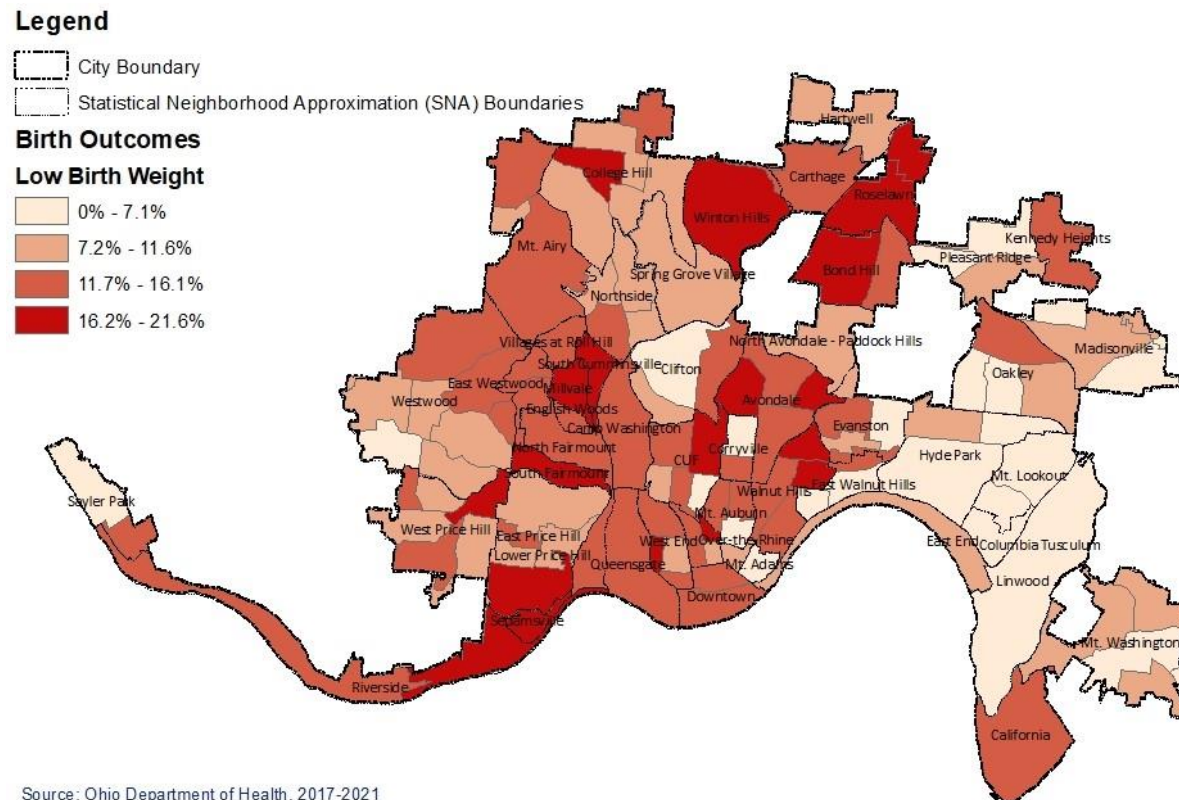 Legend
City Boundary
Statistical Neighborhood Approximation (SNA) Boundaries
Birth Outcomes
Low Birth Weight
0% - 7.1%
7.2% - 11.6%
11.7% - 16.1%
16.2% - 21.6%
Hartwell
College Hill
Carthage
Roselawn
Winton Hills
Mt. Airy
Kennedy Heights
Pleasant Ridge
Bond Hill
Spring Grove Village
Northside
Villages at Roll Hill
North Avondale - Paddock Hills
Madisonville
South Cumminsville
Clifton
Oakley
East Westwood
Millvale
Westwood
Avondale
English Woods
Camp Washington
Evanston
North Fairmount
Corryville
Hyde Park
CUF
South Fairmount
Mt. Lookout
Walnut Hills
East Walnut Hills
Sayler Park
Mt. Auburn
West Price Hill
East Price Hill
West End
Over-the-Rhine
East End
Columbia Tusculum
Lower Price Hill
Queensgate
Mt. Adams
Linwood
Downtown
Sedamsville
Mt. Washington
Riverside
California
Source: Ohio Department of Health, 2017-2021